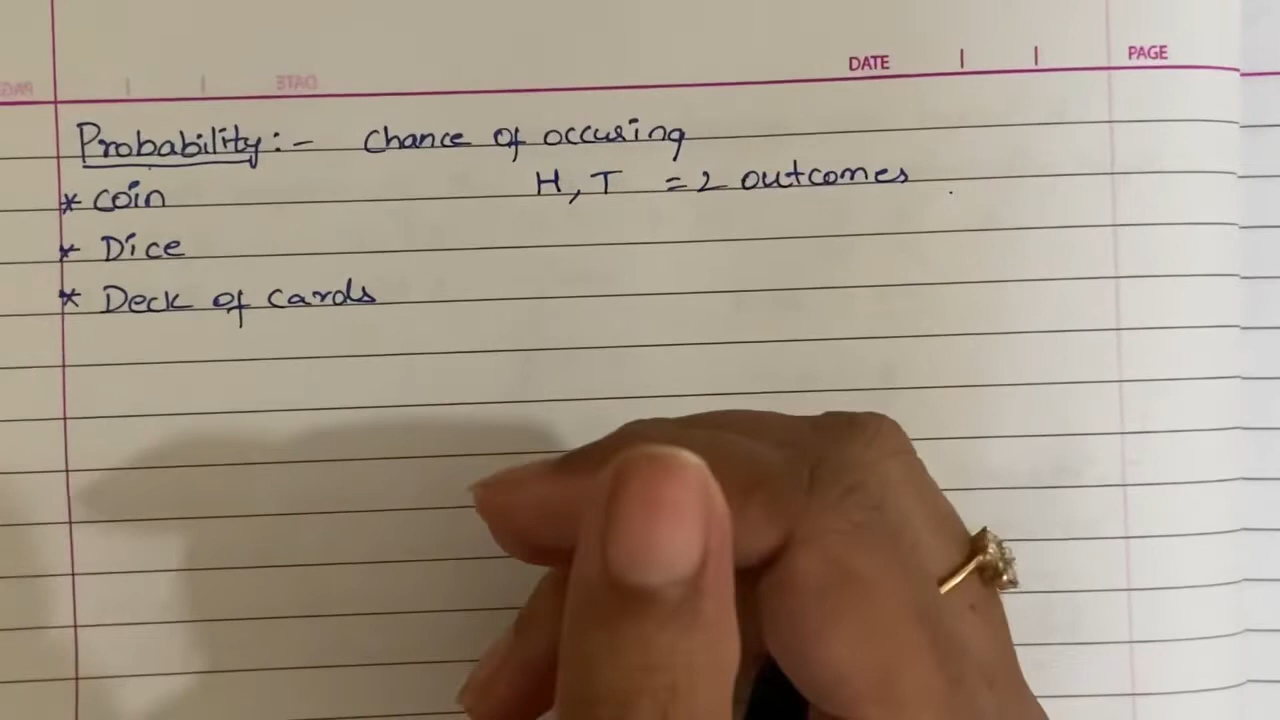 DATE PAGE
Probability:- Chance of occuring
* coin H, T = 2 outcomes
* Dice
* Deck of cards